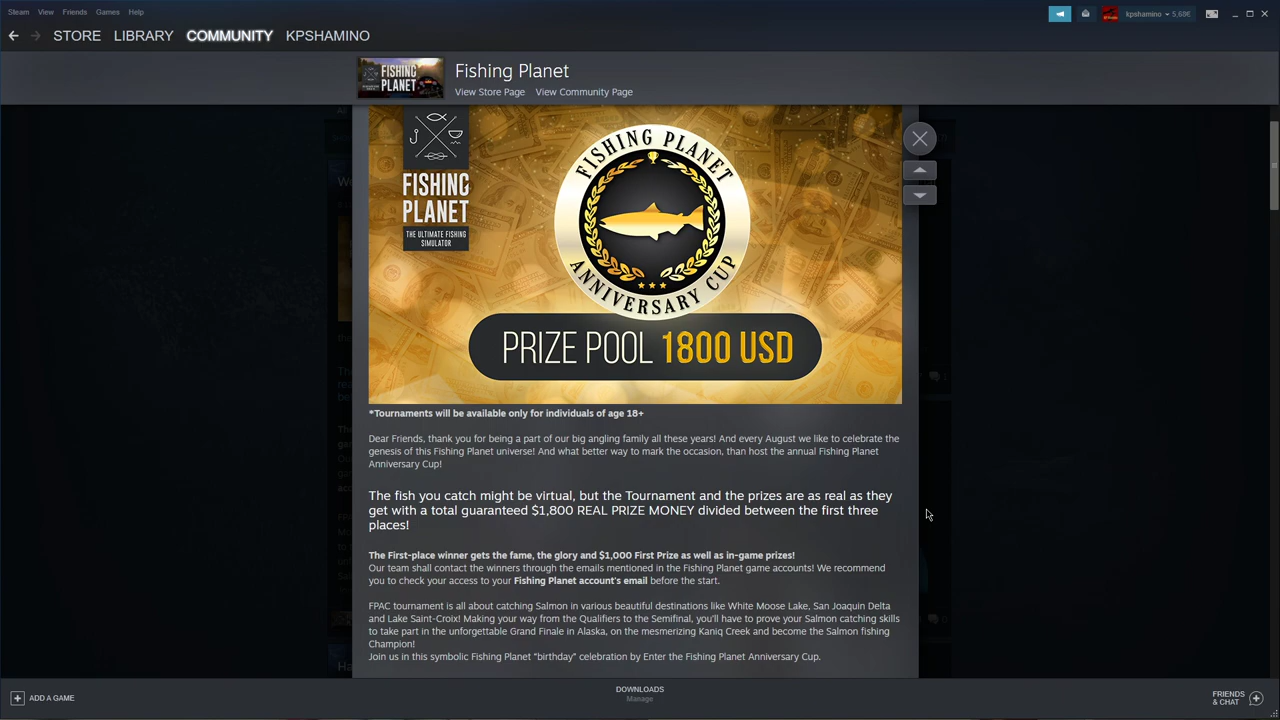 Steam View Friends Games Help
kpshamino 5,68€
STORE LIBRARY COMMUNITY KPSHAMINO
FISHING PLANET
Fishing Planet
View Store Page View Community Page
FISHING PLANET
THE ULTIMATE FISHING
SIMULATOR
FISHING PLANET
ANNIVERSARY CUP
PRIZE POOL 1800 USD
*Tournaments will be available only for individuals of age 18+
Dear Friends, thank you for being a part of our big angling family all these years! And every August we like to celebrate the
genesis of this Fishing Planet universe! And what better way to mark the occasion, than host the annual Fishing Planet
Anniversary Cup!
The fish you catch might be virtual, but the Tournament and the prizes are as real as they
get with a total guaranteed $1,800 REAL PRIZE MONEY divided between the first three
places!
The First-place winner gets the fame, the glory and $1,000 First Prize as well as in-game prizes!
Our team shall contact the winners through the emails mentioned in the Fishing Planet game accounts! We recommend
you to check your access to your Fishing Planet account's email before the start.
FPAC tournament is all about catching Salmon in various beautiful destinations like White Moose Lake, San Joaquin Delta
and Lake Saint-Croix! Making your way from the Qualifiers to the Semifinal, you'll have to prove your Salmon catching skills
to take part in the unforgettable Grand Finale in Alaska, on the mesmerizing Kaniq Creek and become the Salmon fishing
Champion!
Join us in this symbolic Fishing Planet "birthday" celebration by Enter the Fishing Planet Anniversary Cup.
ADD A GAME
DOWNLOADS
Manage
FRIENDS
& CHAT